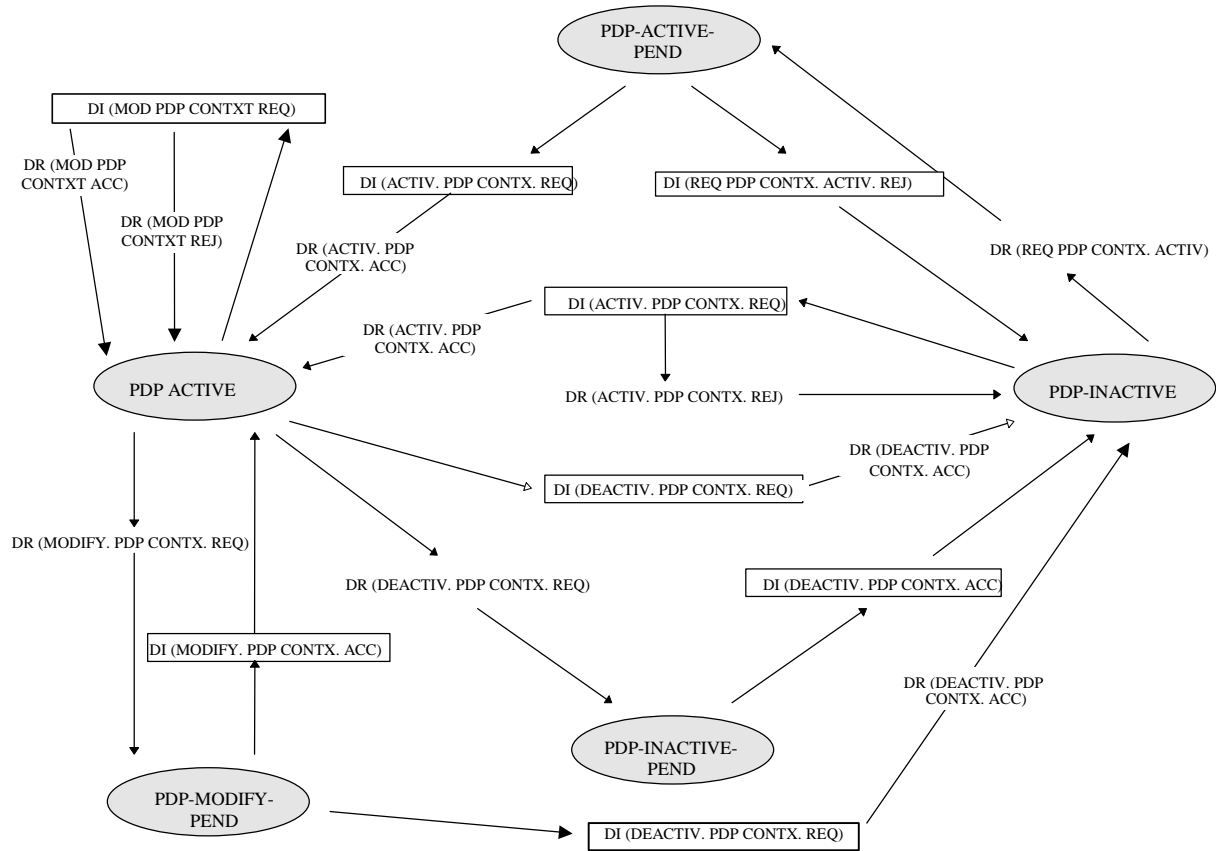 PDP-ACTIVE-
PEND
DI (MOD PDP CONTXT REQ)
DR (MOD PDP
CONTXT ACC)
DI (ACTIV. PDP CONTX. REQ)
DI (REQ PDP CONTX. ACTIV. REJ)
DR (MOD PDP
CONTXT REJ)
DR (ACTIV. PDP
CONTX. ACC)
DR (REQ PDP CONTX. ACTIV)
DI (ACTIV. PDP CONTX. REQ)
DR (ACTIV. PDP
CONTX. ACC)
PDP ACTIVE
DR (ACTIV. PDP CONTX. REJ)
PDP-INACTIVE
DR (DEACTIV. PDP
CONTX. ACC)
DI (DEACTIV. PDP CONTX. REQ)
DR (MODIFY. PDP CONTX. REQ)
DR (DEACTIV. PDP CONTX. REQ)
DI (DEACTIV. PDP CONTX. ACC)
DI (MODIFY. PDP CONTX. ACC)
DR (DEACTIV. PDP
CONTX. ACC)
PDP-INACTIVE-
PEND
PDP-MODIFY-
PEND
DI (DEACTIV. PDP CONTX. REQ)